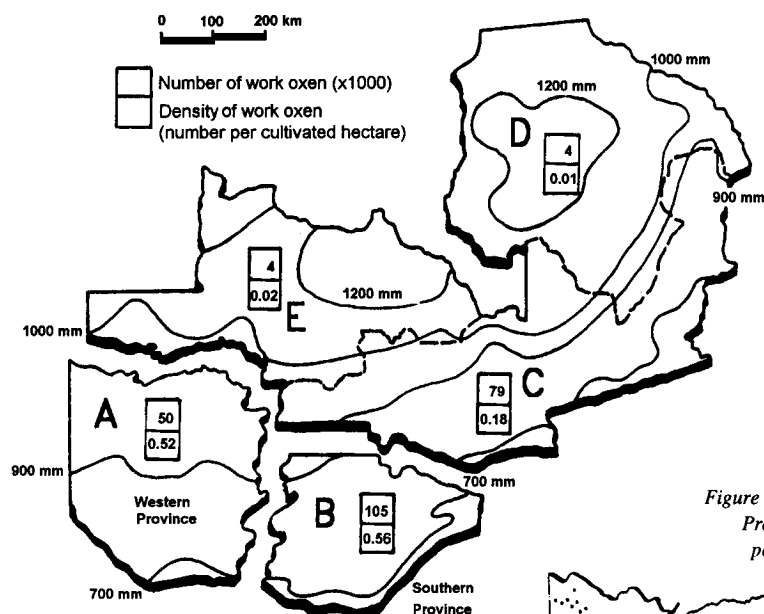 0 100 200 km
Number of work oxen (x1000)
Density of work oxen
(number per cultivated hectare)
1000 mm
1200 mm
D
4
0.01
900 mm
4
0.02
1200 mm
E
1000 mm
A
50
0.52
C
79
0.18
900 mm
700 mm
Western
Province
B
105
0.56
700 mm
Southern
Province
Figure
Pro
po